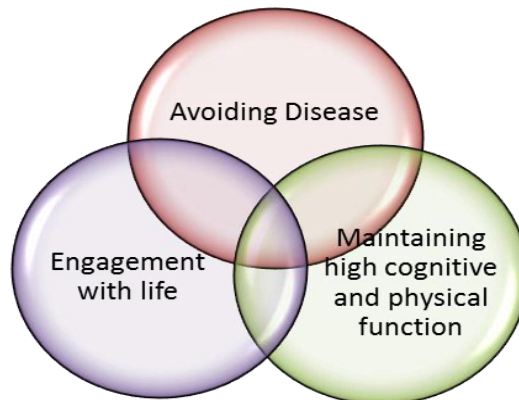 Avoiding Disease
Engagement
with life
Maintaining
high cognitive
and physical
function